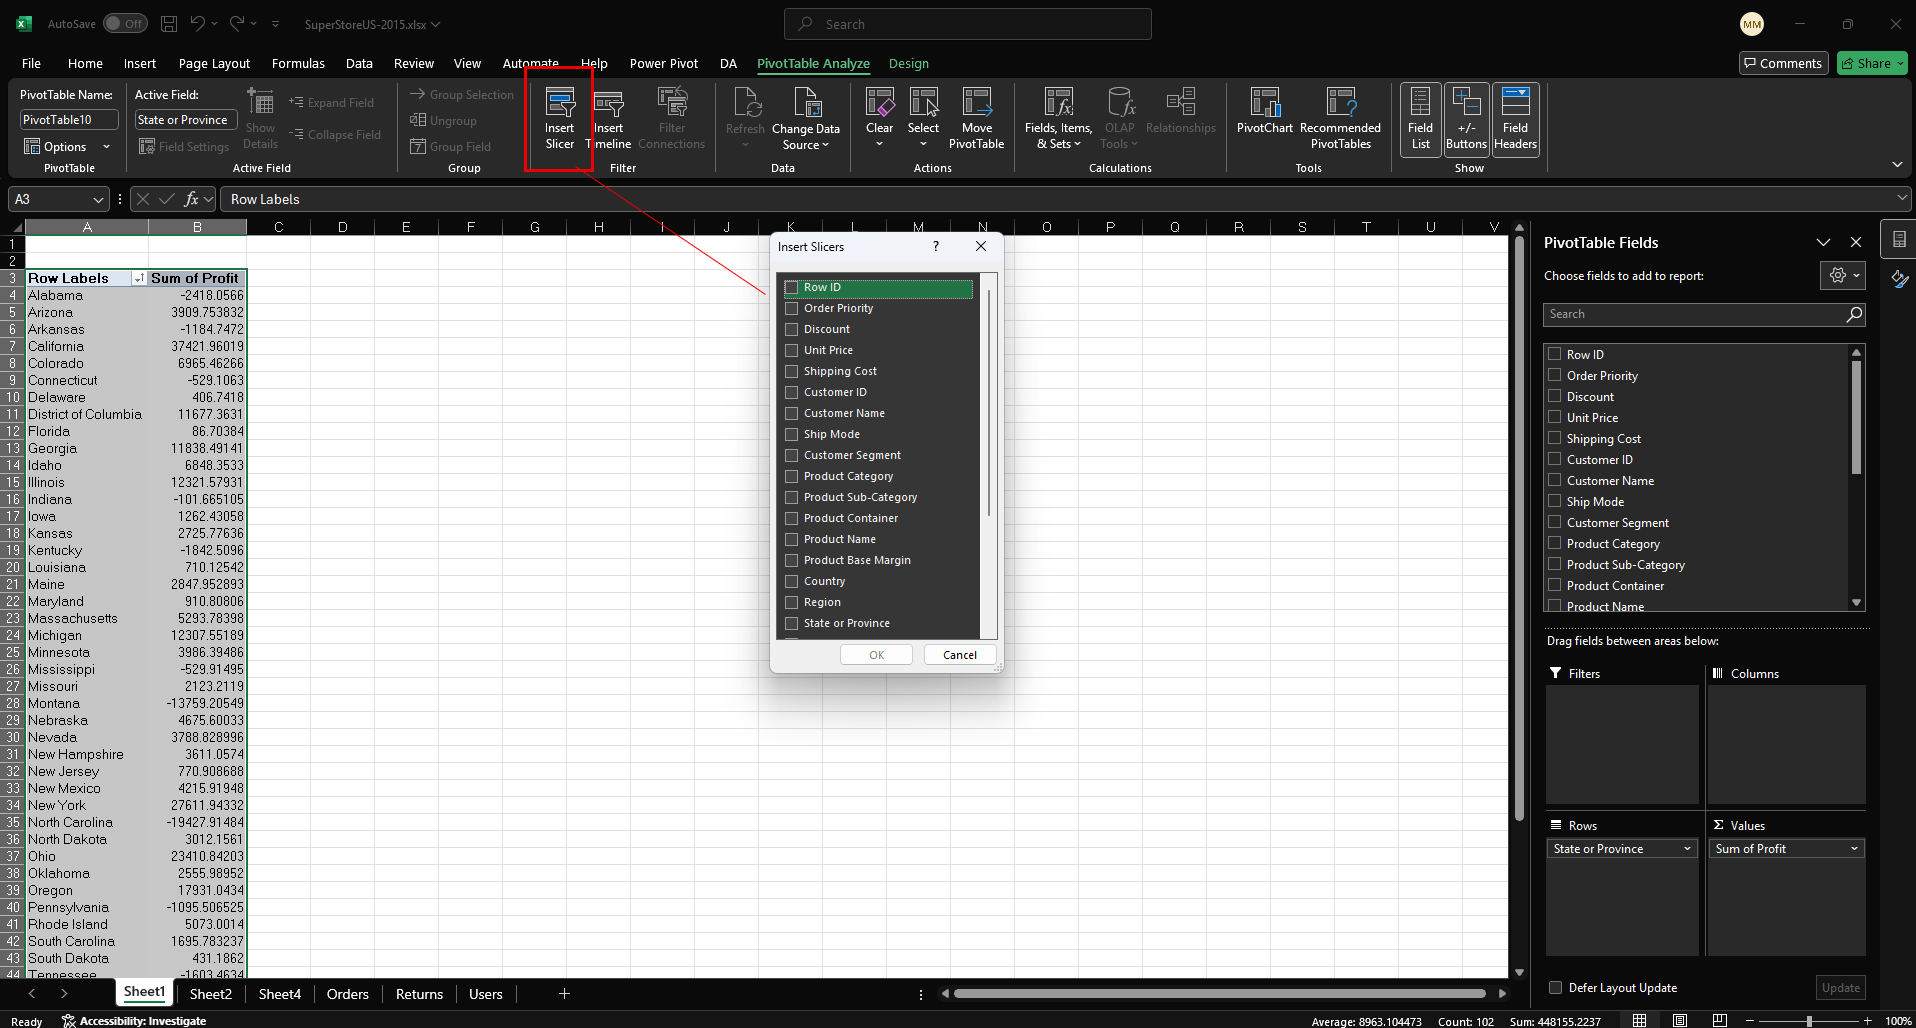 AutoSave Off SuperStoreUS-2015.xlsx Search MM
File Home Insert Page Layout Formulas Data Review View Automate Help Power Pivot DA PivotTable Analyze Design Comments Share
PivotTable Name:
PivotTable10
Options
PivotTable
Active Field:
State or Province
Field Settings
Show
Details
Expand Field
Collapse Field
Active Field
Group Selection
Ungroup
Group Field
Group
Insert
Slicer
Insert
Timeline
Filter
Connections
Filter
Refresh
Change Data
Source
Data
Clear
Select
Move
PivotTable
Actions
Fields, Items,
& Sets
OLAP
Tools
Relationships
Calculations
PivotChart
Recommended
PivotTables
Tools
Field
List
+/-
Buttons
Field
Headers
Show
A3 fx Row Labels
A B C D E F G H I J K L M N O P Q R S T U V
1
2
3 Row Labels Sum of Profit
4 Alabama -2418.0566
5 Arizona 3909.753832
6 Arkansas -1184.7472
7 California 37421.96019
8 Colorado 6965.46266
9 Connecticut -529.1063
10 Delaware 406.7418
11 District of Columbia 11677.3631
12 Florida 86.70384
13 Georgia 11838.49141
14 Idaho 6848.3533
15 Illinois 12321.57931
16 Indiana -101.665105
17 Iowa 1262.43058
18 Kansas 2725.77636
19 Kentucky -1842.5096
20 Louisiana 710.12542
21 Maine 2847.952893
22 Maryland 910.80806
23 Massachusetts 5293.78398
24 Michigan 12307.55189
25 Minnesota 3986.39486
26 Mississippi -529.91495
27 Missouri 2123.2119
28 Montana -13759.20549
29 Nebraska 4675.60033
30 Nevada 3788.828996
31 New Hampshire 3611.0574
32 New Jersey 770.908688
33 New Mexico 4215.91948
34 New York 27611.94332
35 North Carolina -19427.91484
36 North Dakota 3012.1561
37 Ohio 23410.84203
38 Oklahoma 2555.98952
39 Oregon 17931.0434
40 Pennsylvania -1095.506525
41 Rhode Island 5073.0014
42 South Carolina 1695.783237
43 South Dakota 431.1862
44 Tennessee -1603.4634
Insert Slicers ?
Row ID
Order Priority
Discount
Unit Price
Shipping Cost
Customer ID
Customer Name
Ship Mode
Customer Segment
Product Category
Product Sub-Category
Product Container
Product Name
Product Base Margin
Country
Region
State or Province
OK Cancel
PivotTable Fields
Choose fields to add to report:
Search
Row ID
Order Priority
Discount
Unit Price
Shipping Cost
Customer ID
Customer Name
Ship Mode
Customer Segment
Product Category
Product Sub-Category
Product Container
Product Name
Drag fields between areas below:
Filters
Columns
Rows
State or Province
Σ Values
Sum of Profit
Defer Layout Update Update
Sheet1 Sheet2 Sheet4 Orders Returns Users
Ready Accessibility: Investigate Average: 8963.104473 Count: 102 Sum: 448155.2237 100%